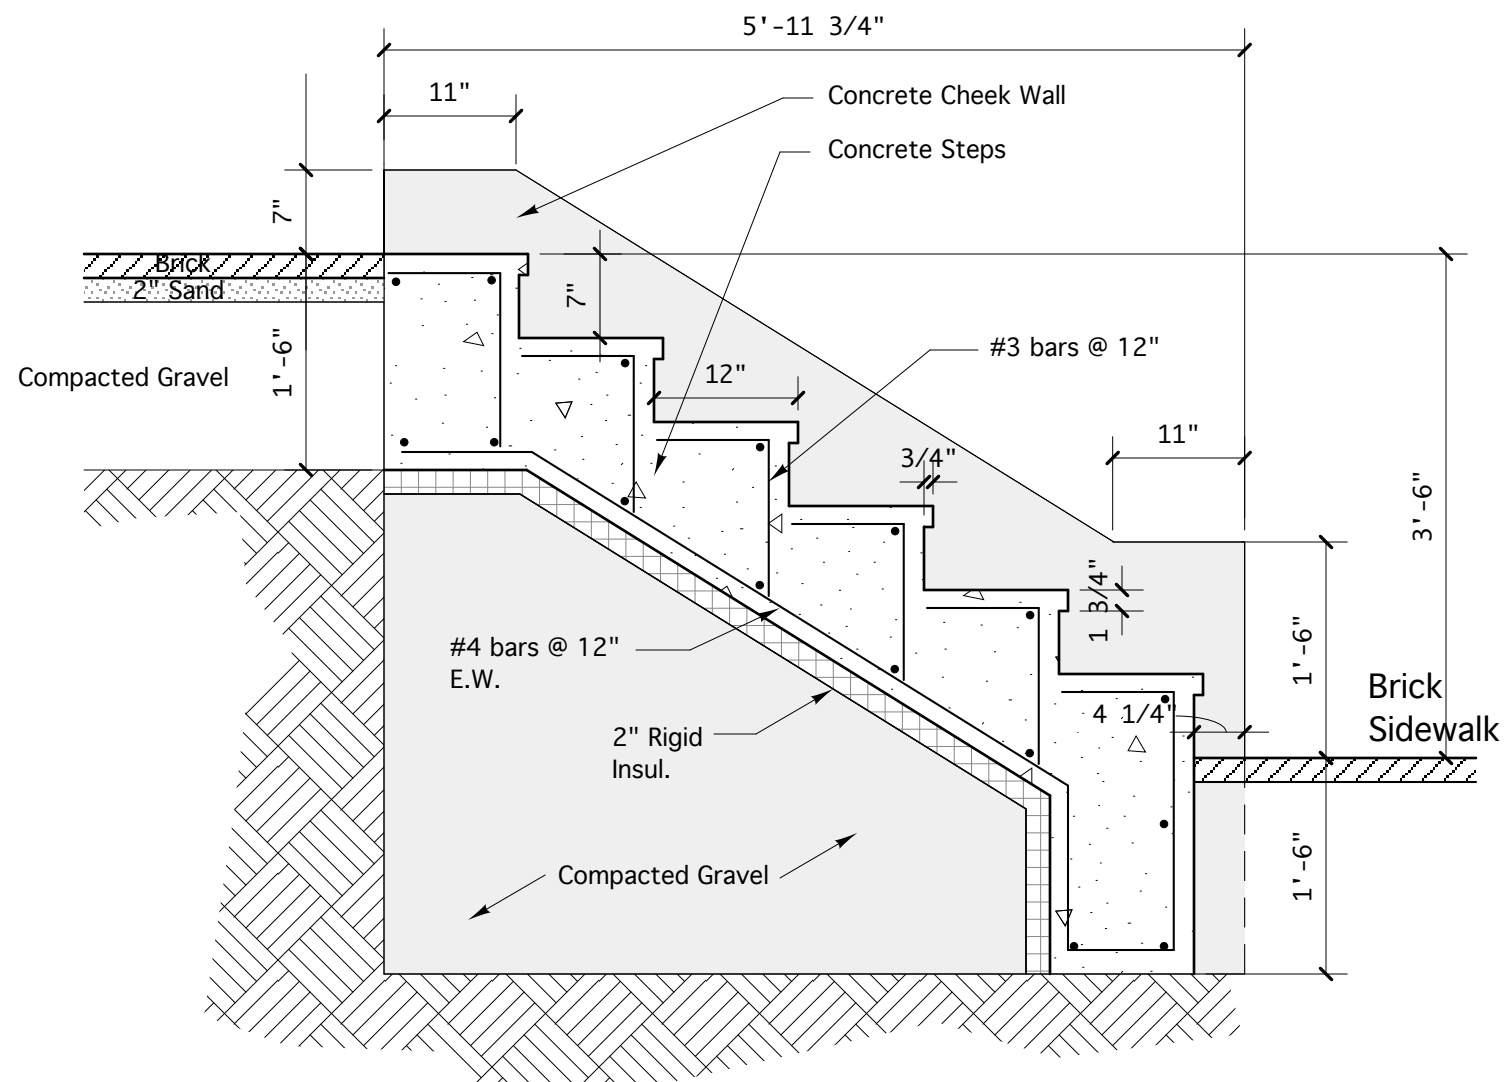 5'-11 3/4"
11"
Concrete Cheek Wall
Concrete Steps
7"
Brick
2" Sand
7"
1'-6"
Compacted Gravel
#3 bars @ 12"
12"
11"
3/4"
3'-6"
1 3/4"
#4 bars @ 12"
E.W.
1'-6"
Brick
Sidewalk
4 1/4"
2" Rigid
Insul.
1'-6"
Compacted Gravel